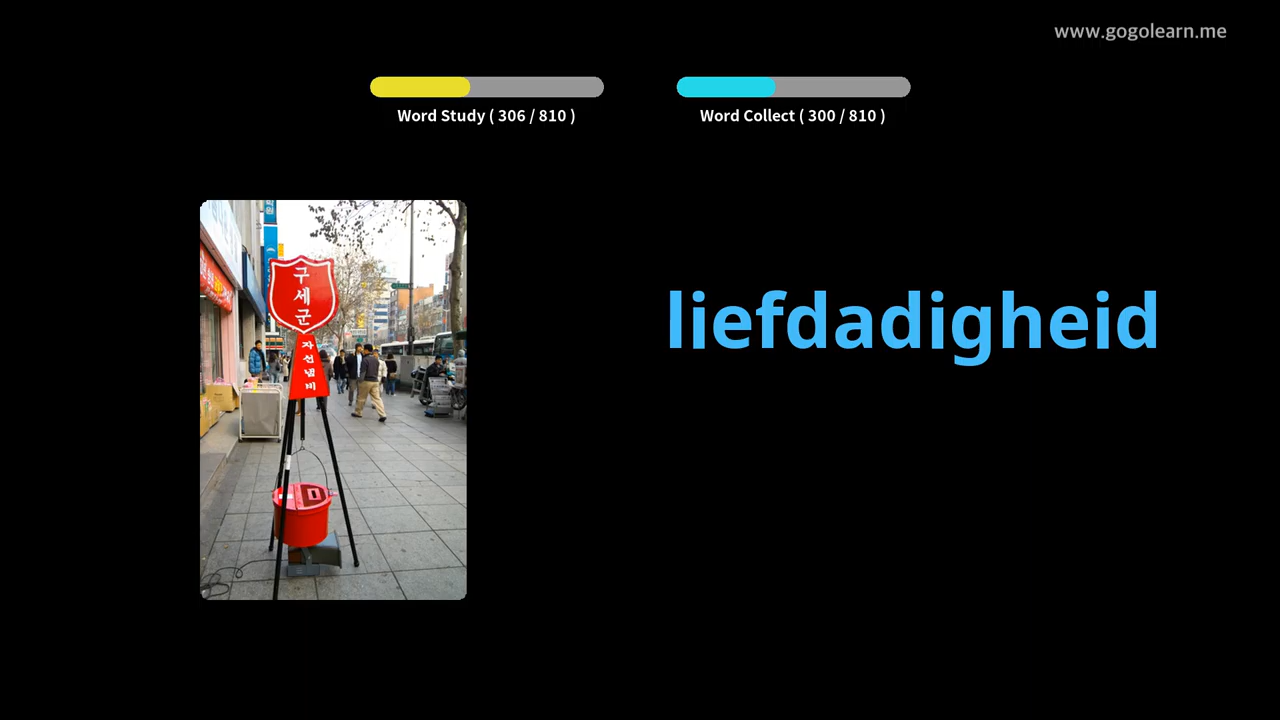 www.gogolearn.me
Word Study ( 306 / 810 )
Word Collect ( 300 / 810 )
구세군
자선냄비
liefdadigheid